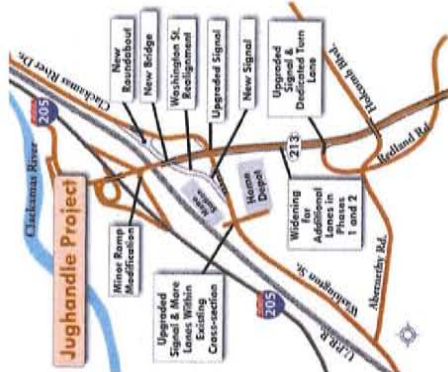 Jughandle Project
Clackamas River
Clackamas River Dr.
205
New
Roundabout
New Bridge
Washington St.
Realignment
Upgraded Signal
New Signal
Upgraded
Signal &
Dedicated Turn
Lane
Holcomb Blvd.
Redland Rd.
213
Home
Depot
Minor Ramp
Modification
Upgraded
Signal & More
Lanes Within
Existing
Cross-section
Widening
for
Additional
Lanes in
Phases
1 and 2
205
U.P.R.R.
Washington St.
Abernethy Rd.